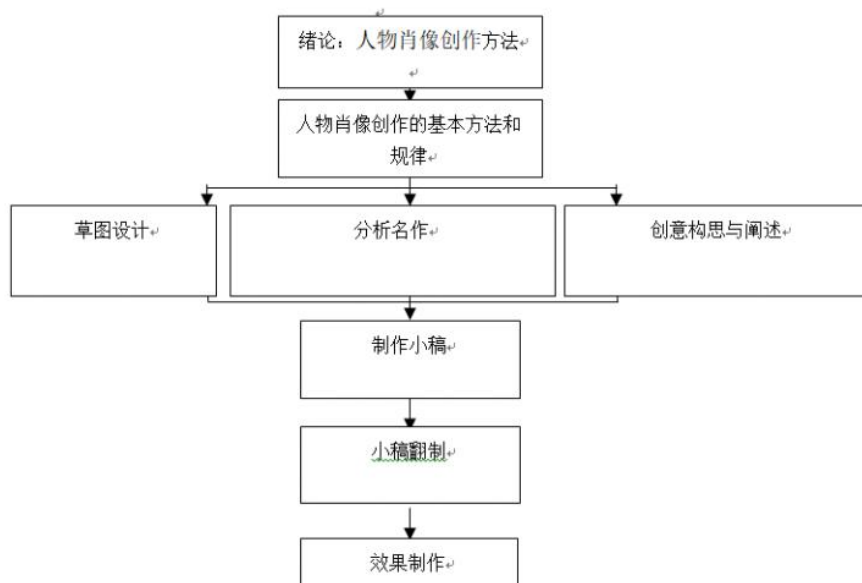 绪论：人物肖像创作方法
人物肖像创作的基本方法和
规律
草图设计
分析名作
创意构思与阐述
制作小稿
小稿翻制
效果制作